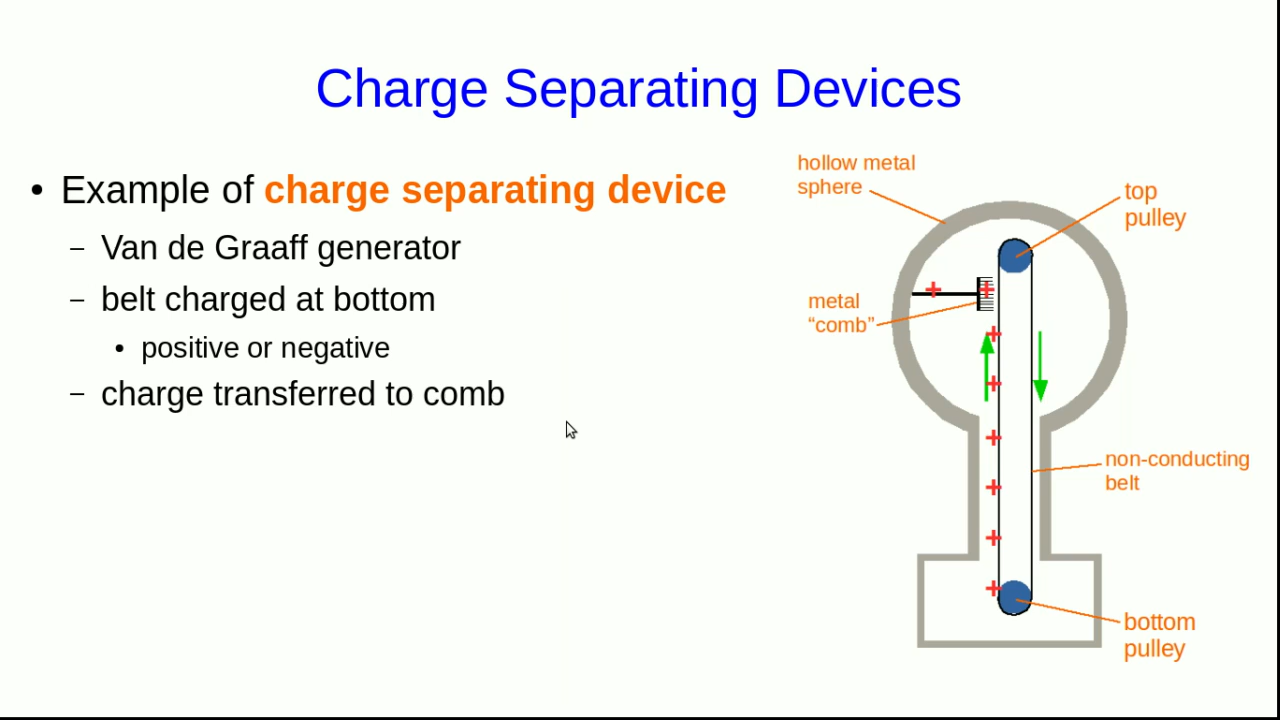 Charge Separating Devices
• Example of charge separating device
– Van de Graaff generator
– belt charged at bottom
• positive or negative
– charge transferred to comb
hollow metal
sphere
top
pulley
metal
“comb”
non-conducting
belt
bottom
pulley